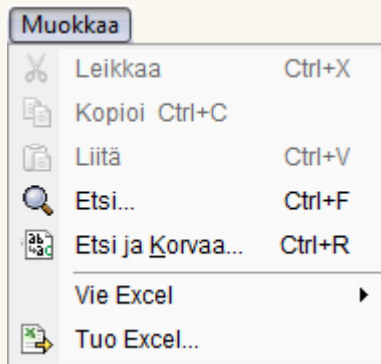 Muokkaa
Leikkaa Ctrl+X
Kopioi Ctrl+C
Liitä Ctrl+V
Etsi... Ctrl+F
Etsi ja Korvaa... Ctrl+R
Vie Excel
Tuo Excel...